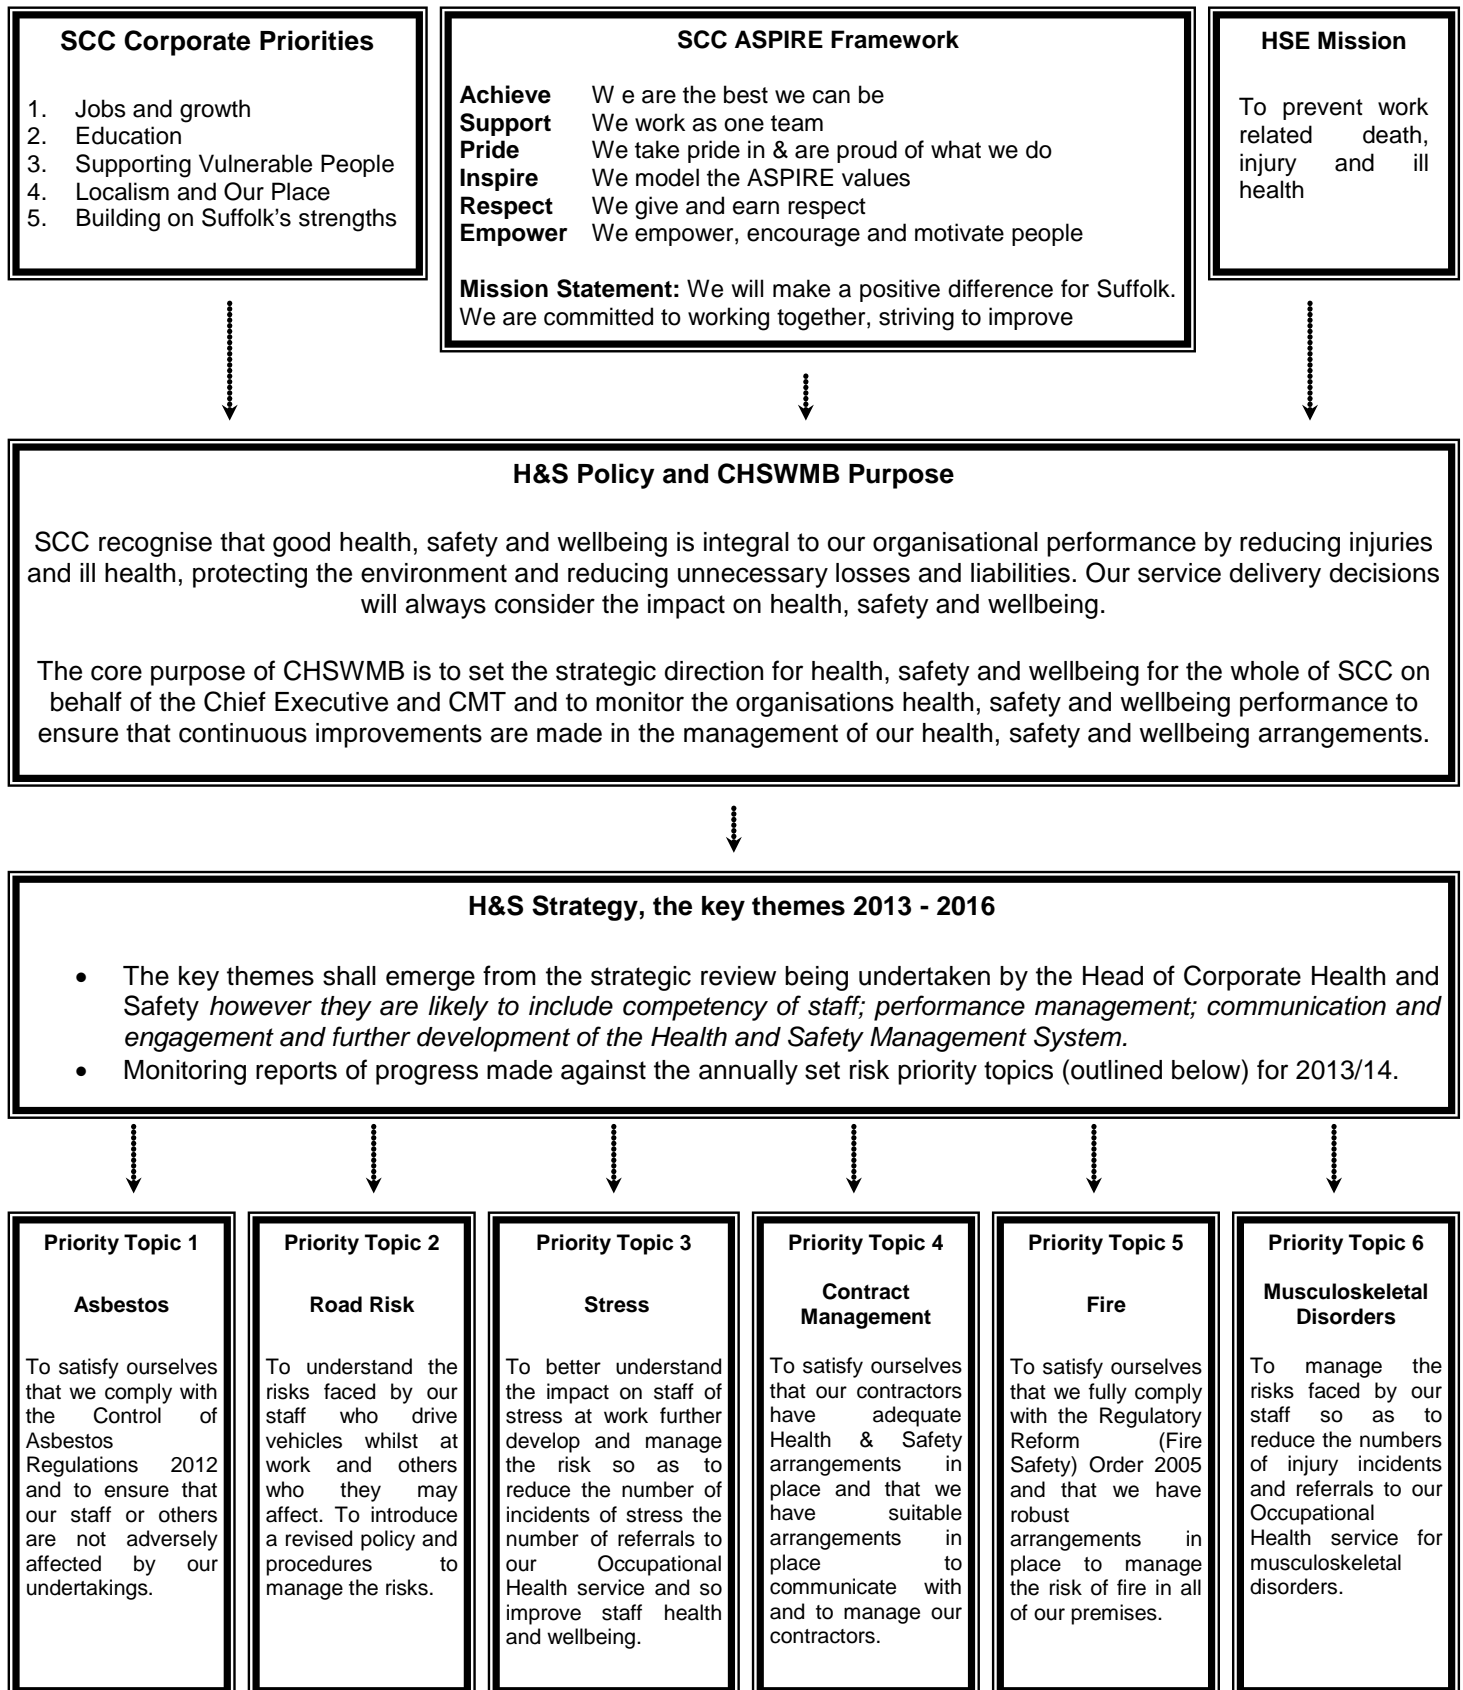 SCC Corporate Priorities
1. Jobs and growth
2. Education
3. Supporting Vulnerable People
4. Localism and Our Place
5. Building on Suffolk's strengths
SCC ASPIRE Framework
Achieve W e are the best we can be
Support We work as one team
Pride We take pride in & are proud of what we do
Inspire We model the ASPIRE values
Respect We give and earn respect
Empower We empower, encourage and motivate people
Mission Statement: We will make a positive difference for Suffolk.
We are committed to working together, striving to improve
HSE Mission
To prevent work
related death,
injury and ill
health
H&S Policy and CHSWMB Purpose
SCC recognise that good health, safety and wellbeing is integral to our organisational performance by reducing injuries
and ill health, protecting the environment and reducing unnecessary losses and liabilities. Our service delivery decisions
will always consider the impact on health, safety and wellbeing.
The core purpose of CHSWMB is to set the strategic direction for health, safety and wellbeing for the whole of SCC on
behalf of the Chief Executive and CMT and to monitor the organisations health, safety and wellbeing performance to
ensure that continuous improvements are made in the management of our health, safety and wellbeing arrangements.
H&S Strategy, the key themes 2013 - 2016
• The key themes shall emerge from the strategic review being undertaken by the Head of Corporate Health and
Safety however they are likely to include competency of staff; performance management; communication and
engagement and further development of the Health and Safety Management System.
• Monitoring reports of progress made against the annually set risk priority topics (outlined below) for 2013/14.
Priority Topic 1
Asbestos
To satisfy ourselves
that we comply with
the Control of
Asbestos
Regulations 2012
and to ensure that
our staff or others
are not adversely
affected by our
undertakings.
Priority Topic 2
Road Risk
To understand the
risks faced by our
staff who drive
vehicles whilst at
work and others
who they may
affect. To introduce
a revised policy and
procedures to
manage the risks.
Priority Topic 3
Stress
To better understand
the impact on staff of
stress at work further
develop and manage
the risk so as to
reduce the number of
incidents of stress the
number of referrals to
our Occupational
Health service and so
improve staff health
and wellbeing.
Priority Topic 4
Contract
Management
To satisfy ourselves
that our contractors
have adequate
Health & Safety
arrangements in
place and that we
have suitable
arrangements in
place to
communicate with
and to manage our
contractors.
Priority Topic 5
Fire
To satisfy ourselves
that we fully comply
with the Regulatory
Reform (Fire
Safety) Order 2005
and that we have
robust
arrangements in
place to manage
the risk of fire in all
of our premises.
Priority Topic 6
Musculoskeletal
Disorders
To manage the
risks faced by our
staff so as to
reduce the numbers
of injury incidents
and referrals to our
Occupational
Health service for
musculoskeletal
disorders.